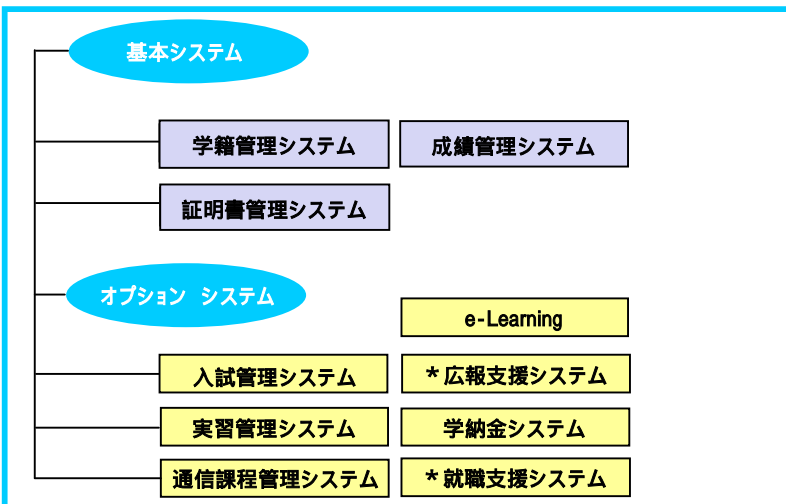 基本システム
学籍管理システム
成績管理システム
証明書管理システム
オプション システム
e-Learning
入試管理システム
*広報支援システム
実習管理システム
学納金システム
通信課程管理システム
*就職支援システム